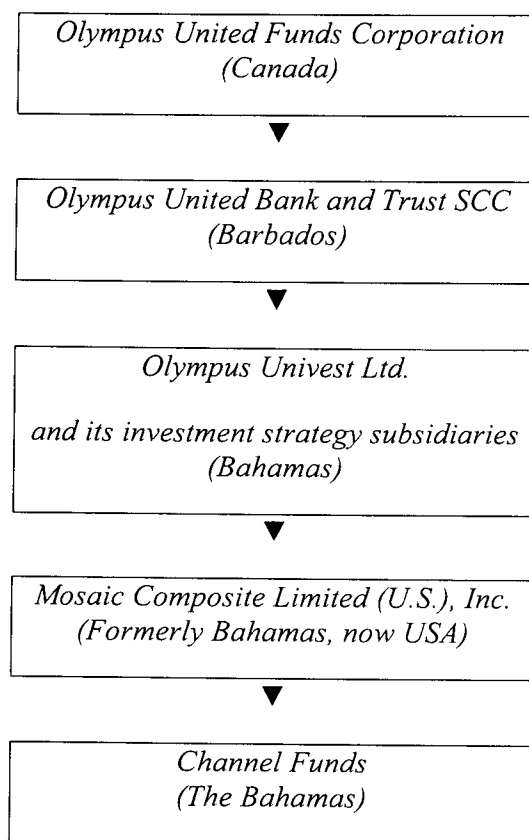 Olympus United Funds Corporation
(Canada)
Olympus United Bank and Trust SCC
(Barbados)
Olympus Univest Ltd.
and its investment strategy subsidiaries
(Bahamas)
Mosaic Composite Limited (U.S.), Inc.
(Formerly Bahamas, now USA)
Channel Funds
(The Bahamas)